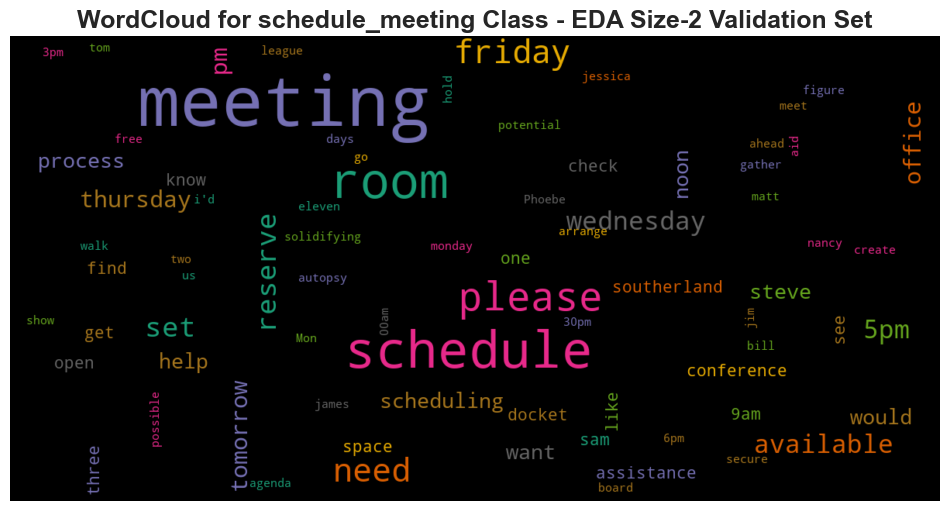 WordCloud for schedule_meeting Class - EDA Size-2 Validation Set
3pm
tom
pm
league
friday
jessica
meeting
hold
figure
meet
office
potential
free
days
ahead
aid
process
go
check
noon
gather
know
room
thursday
i'd
Phoebe
matt
eleven
wednesday
reserve
solidifying
arrange
walk
monday
nancy
create
two
one
find
us
autopsy
southerland
steve
please
show
set
00am
30pm
jim
see
5pm
get
Mon
schedule
bill
open
help
conference
possible
tomorrow
james
scheduling
docket
like
9am
would
three
space
want
sam
6pm
available
need
secure
agenda
assistance
board